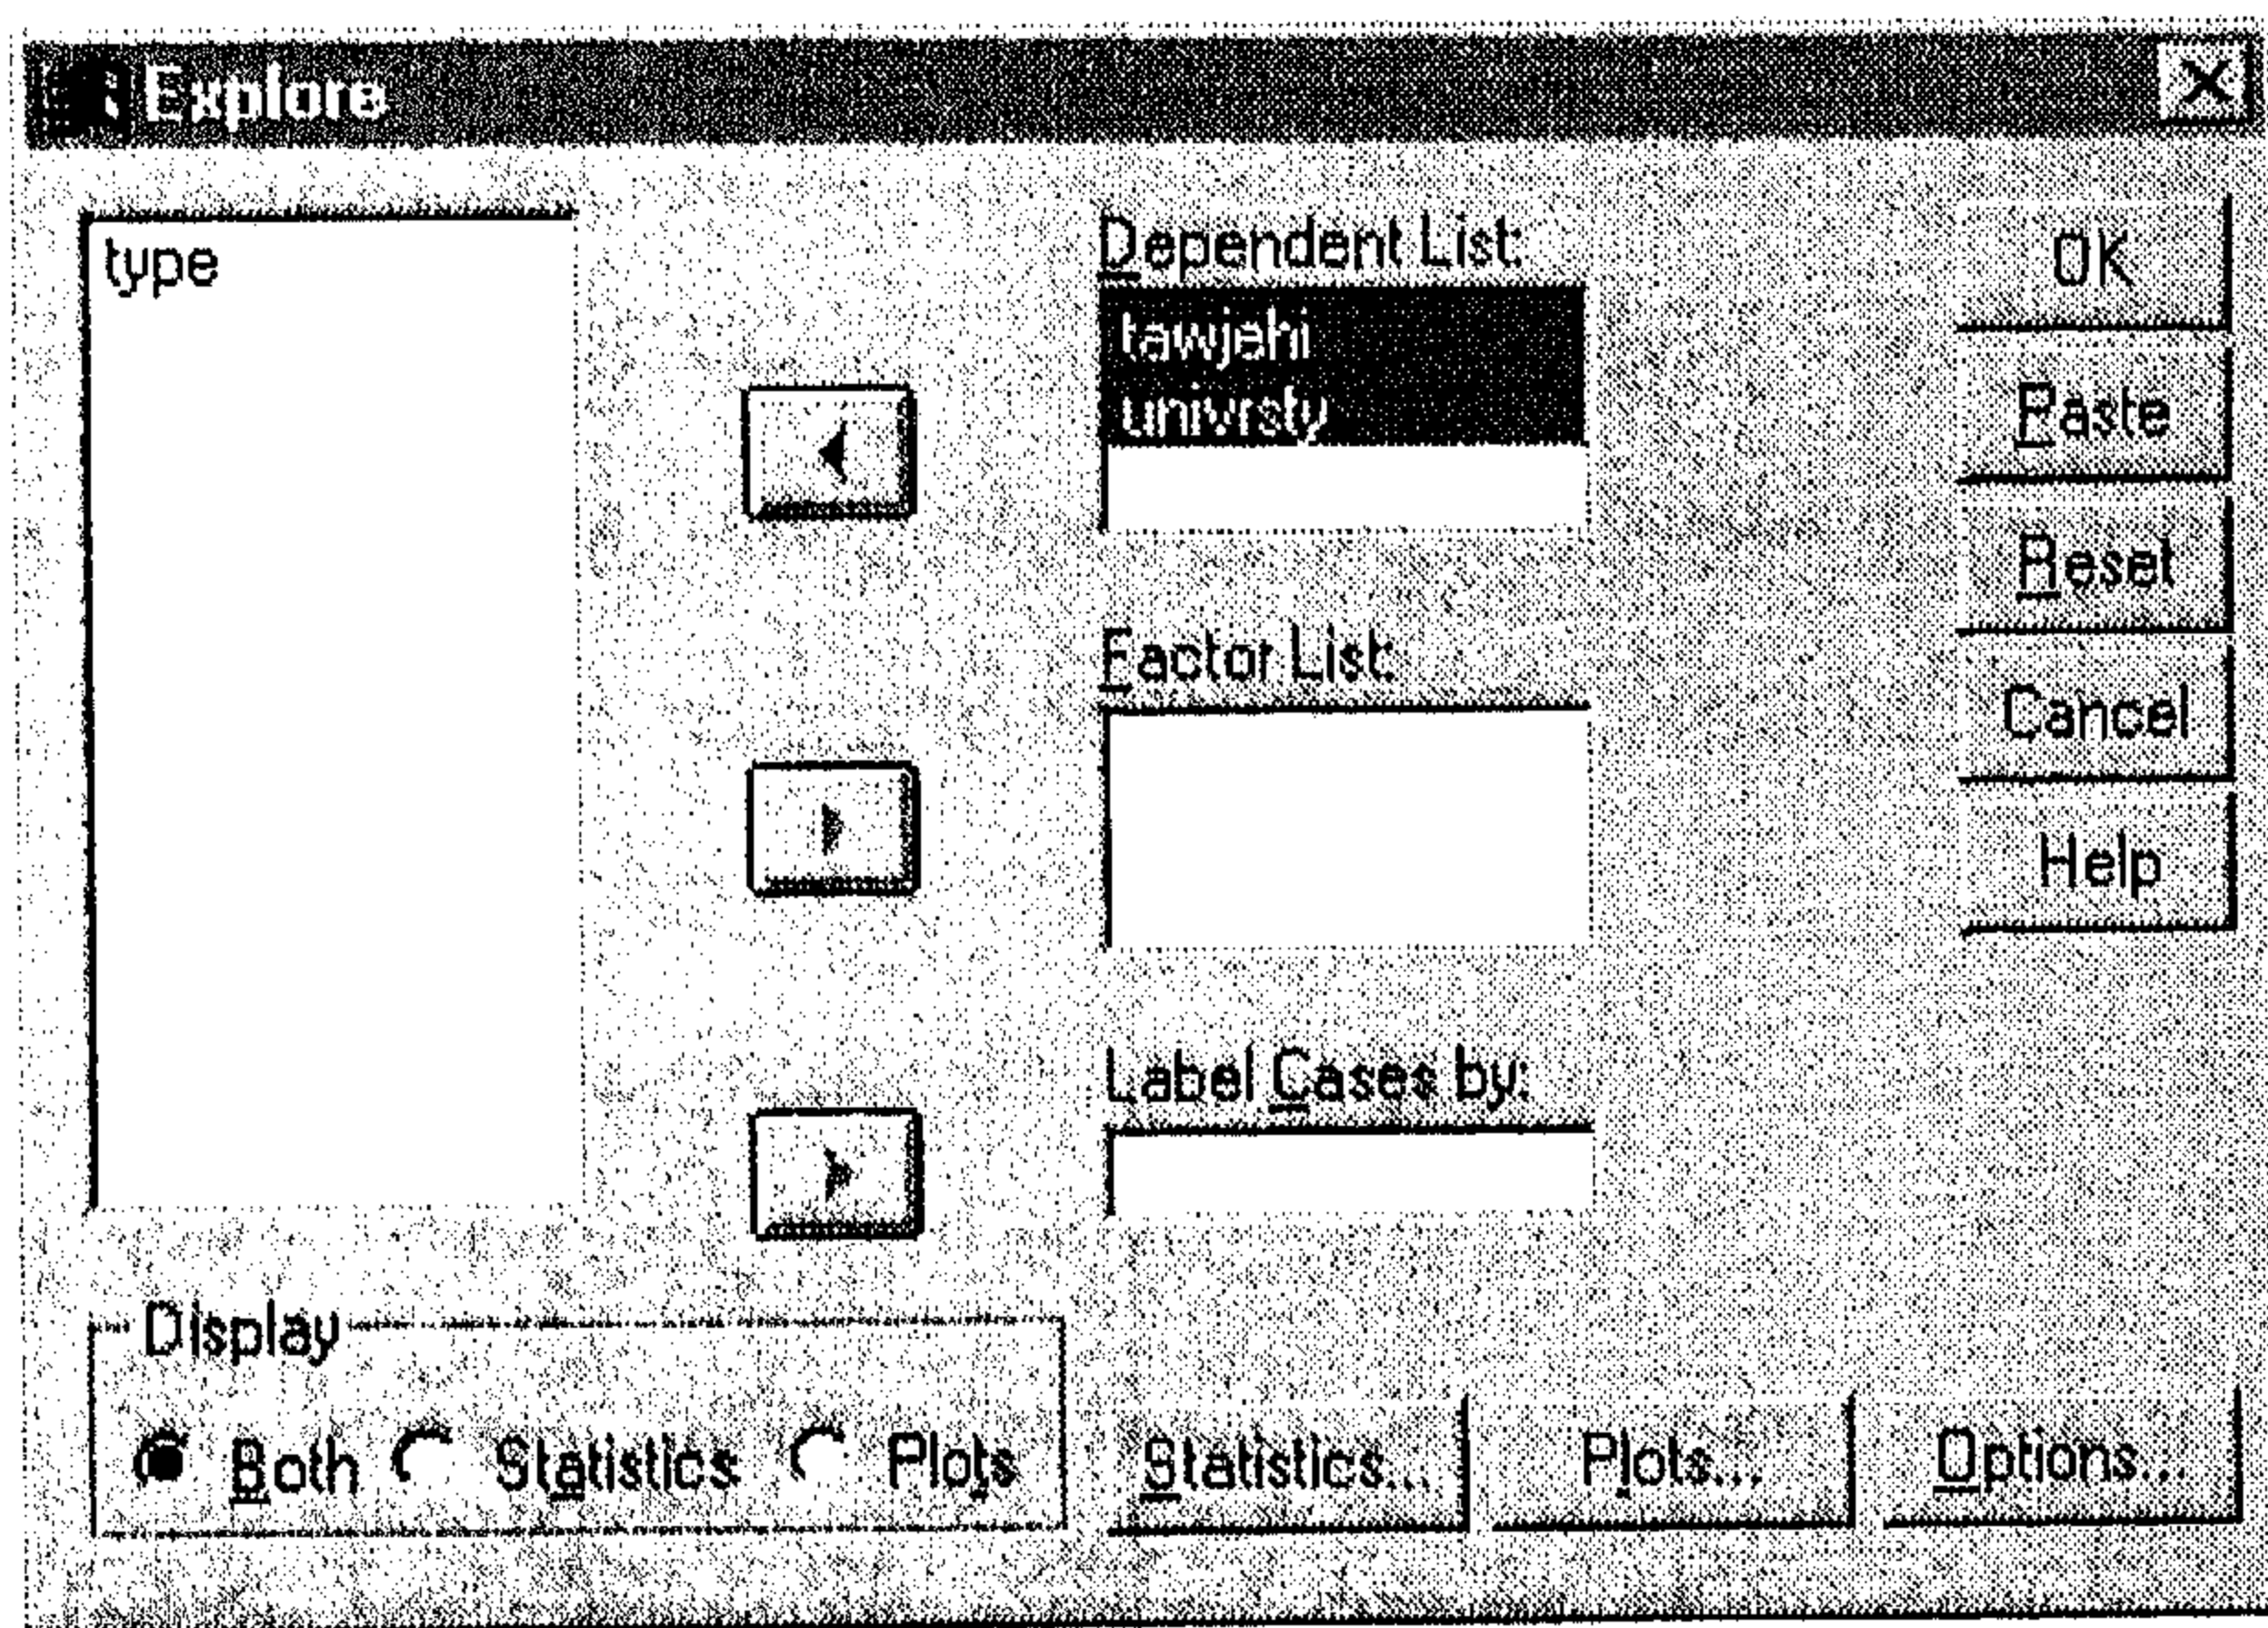 Explore
type
Dependent List:
tawjehi
univrsty
Factor List:
Label Cases by:
OK
Paste
Reset
Cancel
Help
Display
Both Statistics Plots
Statistics... Plots... Options...